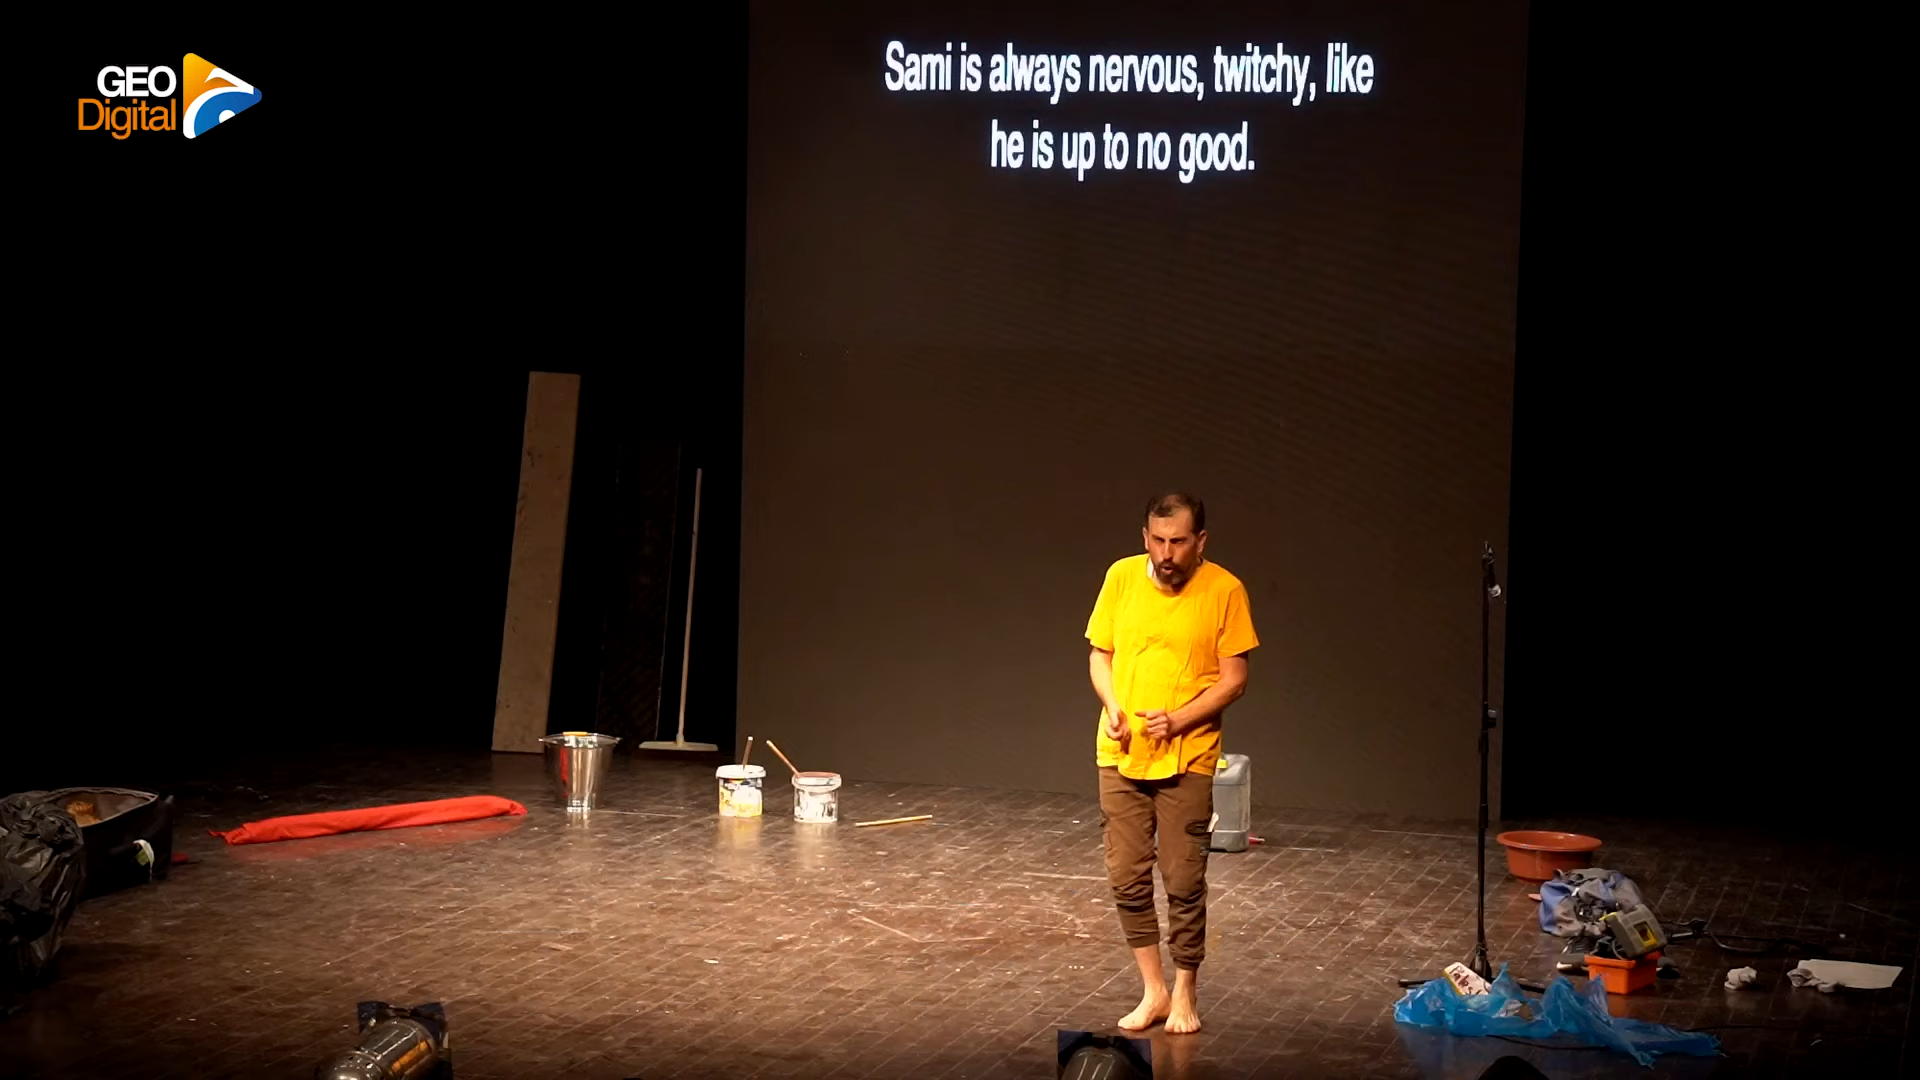 GEO
Digital
Sami is always nervous, twitchy, like
he is up to no good.